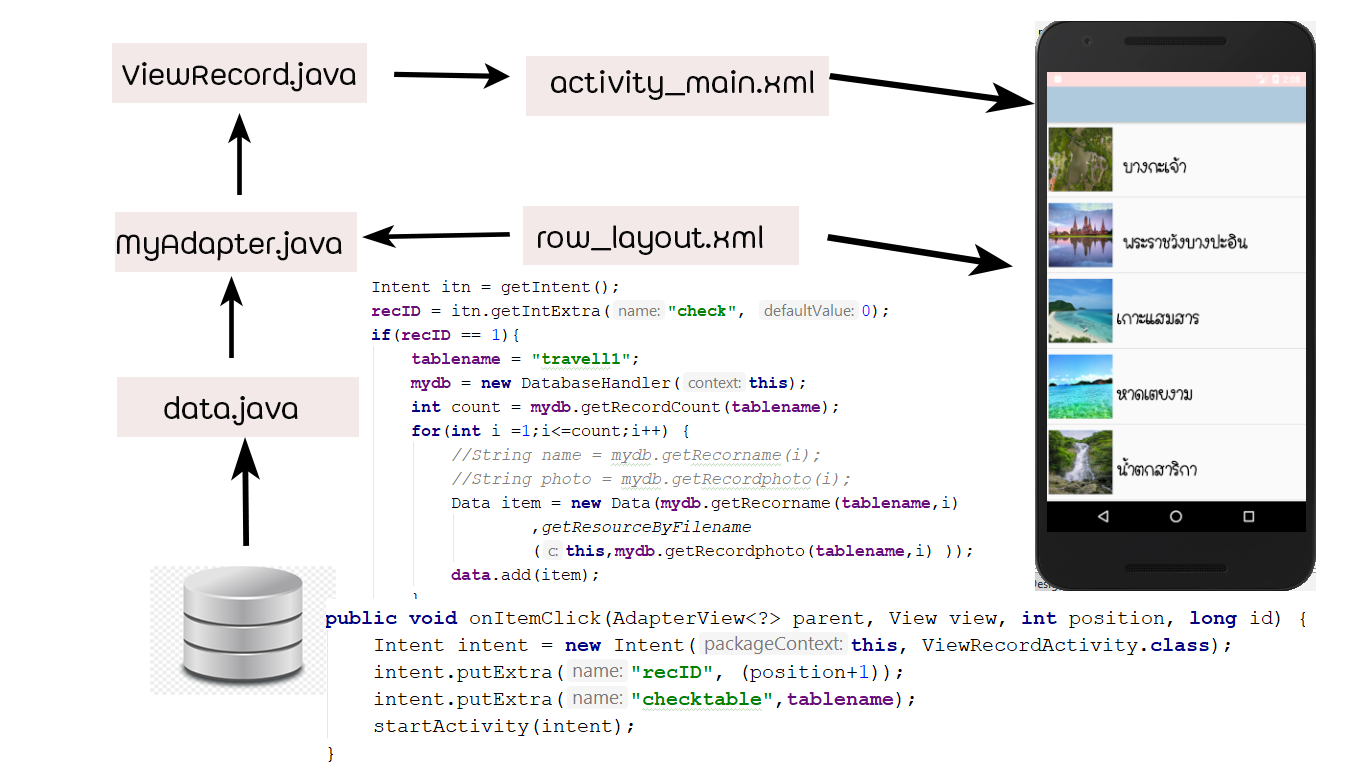 ViewRecord.java
activity_main.xml
MyAdapter.java
row_layout.xml
data.java
Intent itn = getIntent();
recID = itn.getIntExtra( name: "check", defaultValue: 0);
if(recID == 1){
tablename = "travell1";
mydb = new DatabaseHandler( context: this);
int count = mydb.getRecordCount(tablename);
for(int i =1;i<=count;i++) {
//String name = mydb.getRecorname(i);
//String photo = mydb.getRecordphoto(i);
Data item = new Data(mydb.getRecorname(tablename,i)
,getResourceByFilename
( c: this,mydb.getRecordphoto(tablename,i) ));
data.add(item);
}
public void onItemClick(AdapterView<?> parent, View view, int position, long id) {
Intent intent = new Intent( packageContext: this, ViewRecordActivity.class);
intent.putExtra( name: "recID", (position+1));
intent.putExtra( name: "checktable",tablename);
startActivity(intent);
}
บางกะเจ้า
พระราชวังบางปะอิน
เกาะแสมสาร
หาดเตยงาม
น้ำตกสาริกา